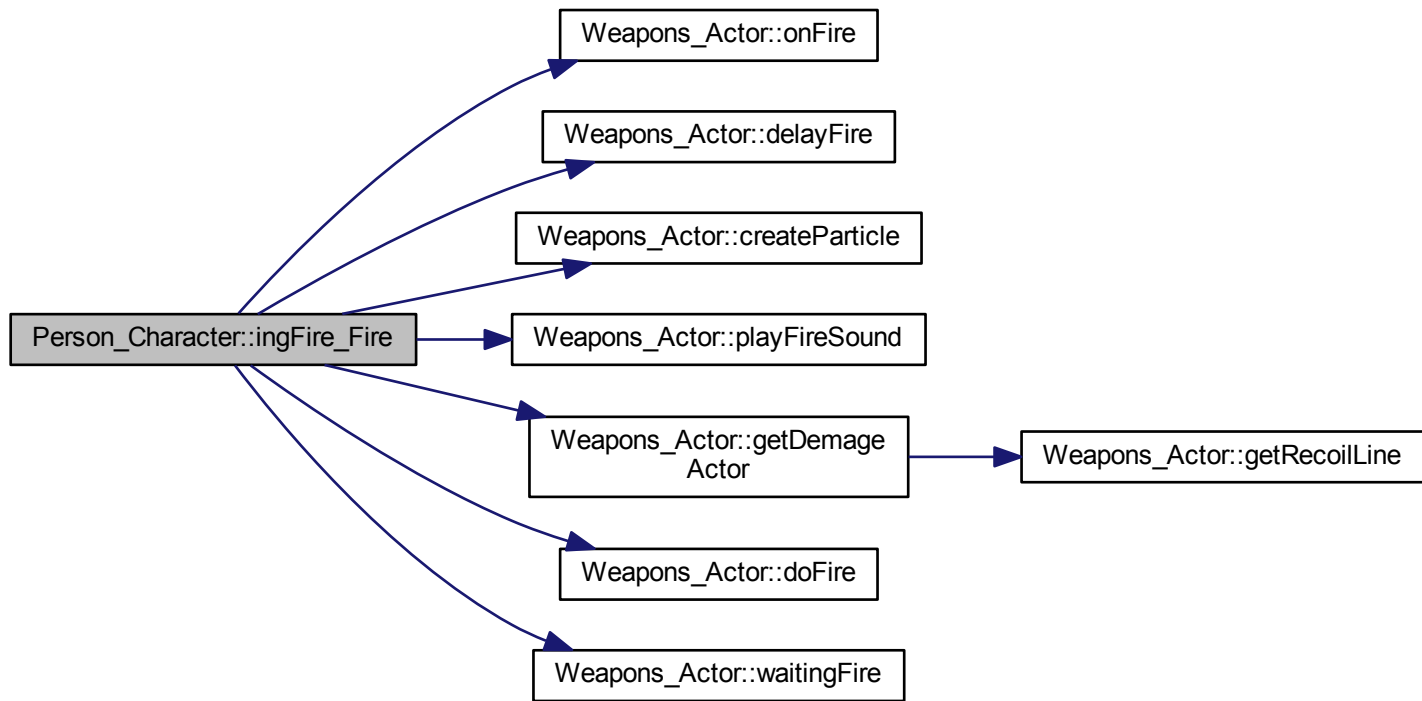 Weapons_Actor::onFire
Weapons_Actor::delayFire
Weapons_Actor::createParticle
Person_Character::ingFire_Fire
Weapons_Actor::playFireSound
Weapons_Actor::getDemage
Actor
Weapons_Actor::getRecoilLine
Weapons_Actor::doFire
Weapons_Actor::waitingFire